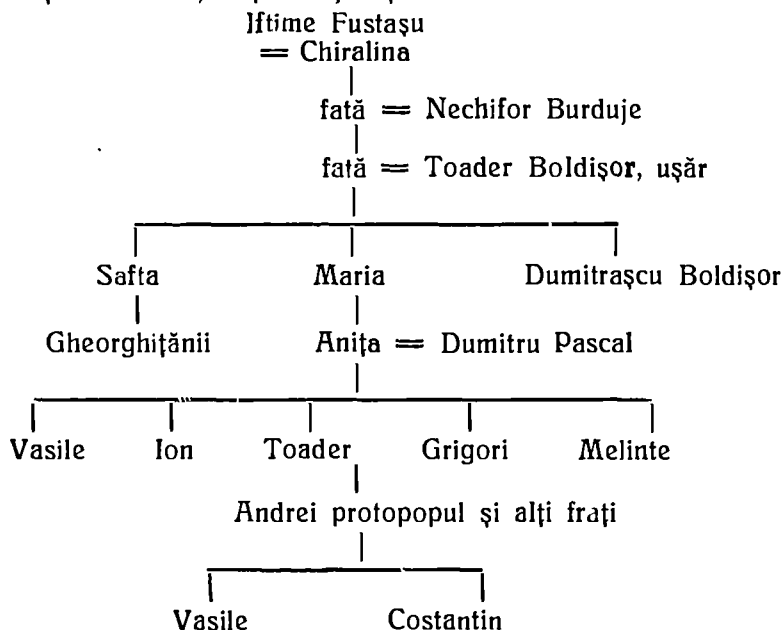 Iftime Fustaşu
= Chiralina
fată = Nechifor Burduje
fată = Toader Boldişor, uşăr
Safta Maria Dumitraşcu Boldişor
Gheorghiţănii Aniţa = Dumitru Pascal
Vasile Ion Toader Grigori Melinte
Andrei protopopul şi alţi fraţi
Vasile Costantin